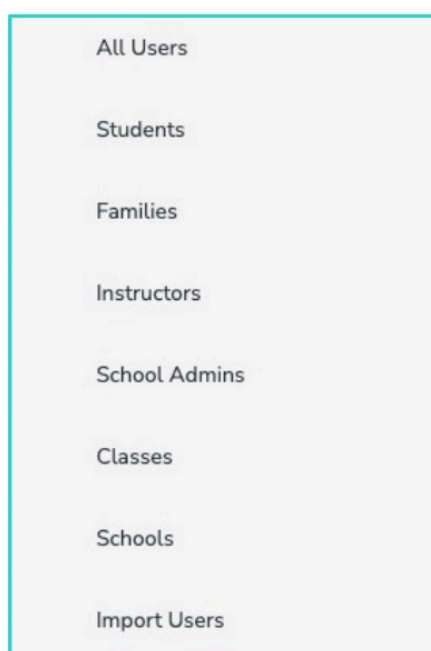 All Users
Students
Families
Instructors
School Admins
Classes
Schools
Import Users